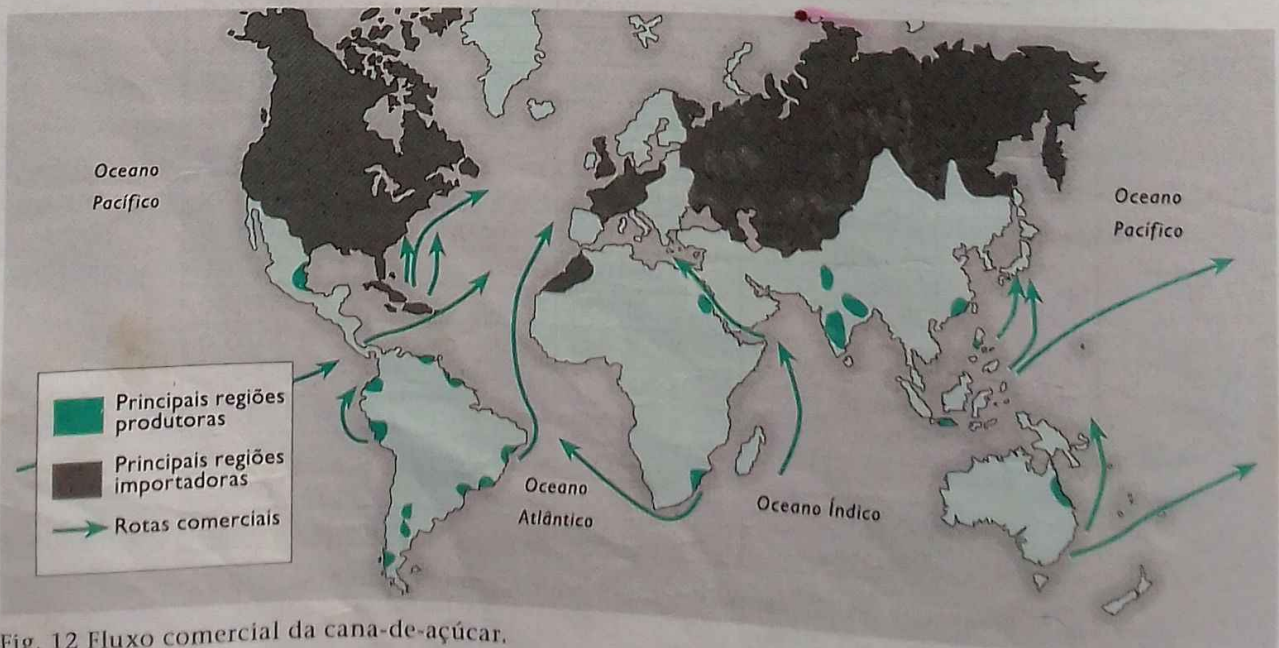 Oceano
Pacífico
Oceano
Pacífico
Principais regiões
produtoras
Principais regiões
importadoras
Rotas comerciais
Oceano
Atlântico
Oceano Índico
Fig. 12 Fluxo comercial da cana-de-açúcar.